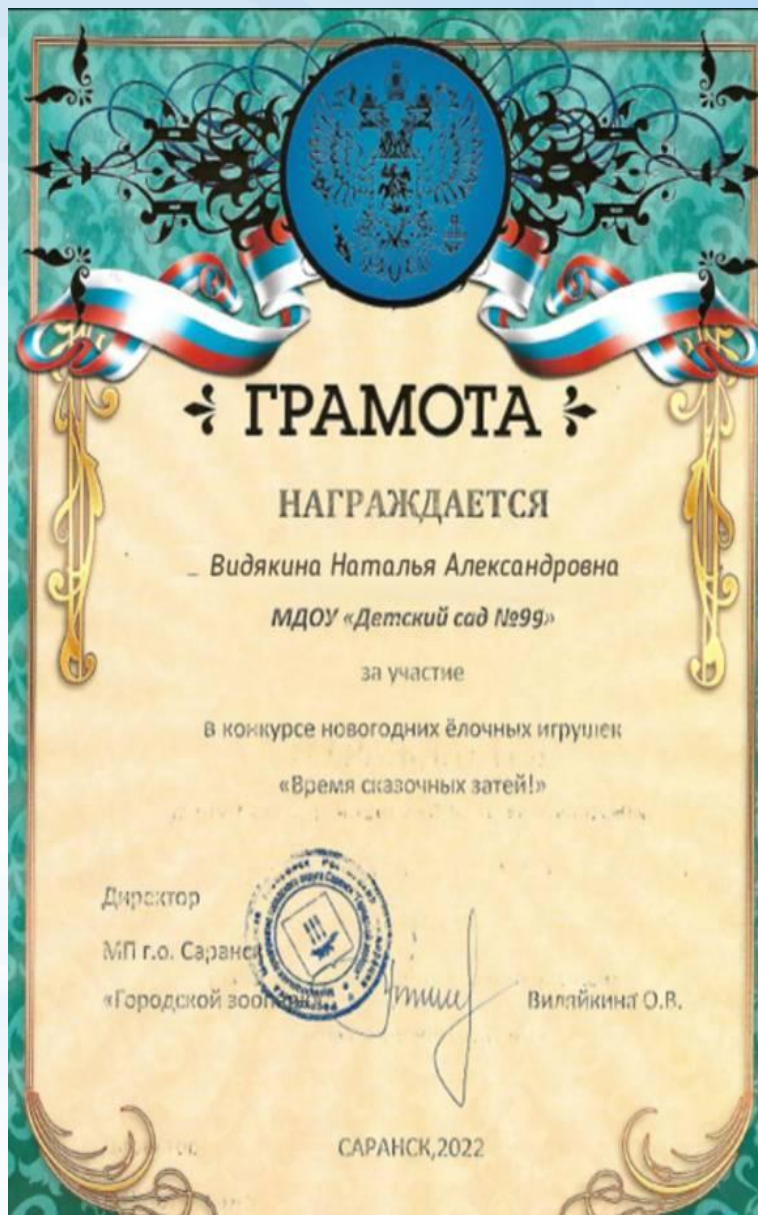 ГРАМОТА
НАГРАЖДАЕТСЯ
Видякина Наталья Александровна
МДОУ «Детский сад №99»
за участие
в конкурсе новогодних ёлочных игрушек
«Время сказочных затей!»
Директор
МП г.о. Саранск
«Городской зоопарк»
Виляйкина О.В.
САРАНСК,2022